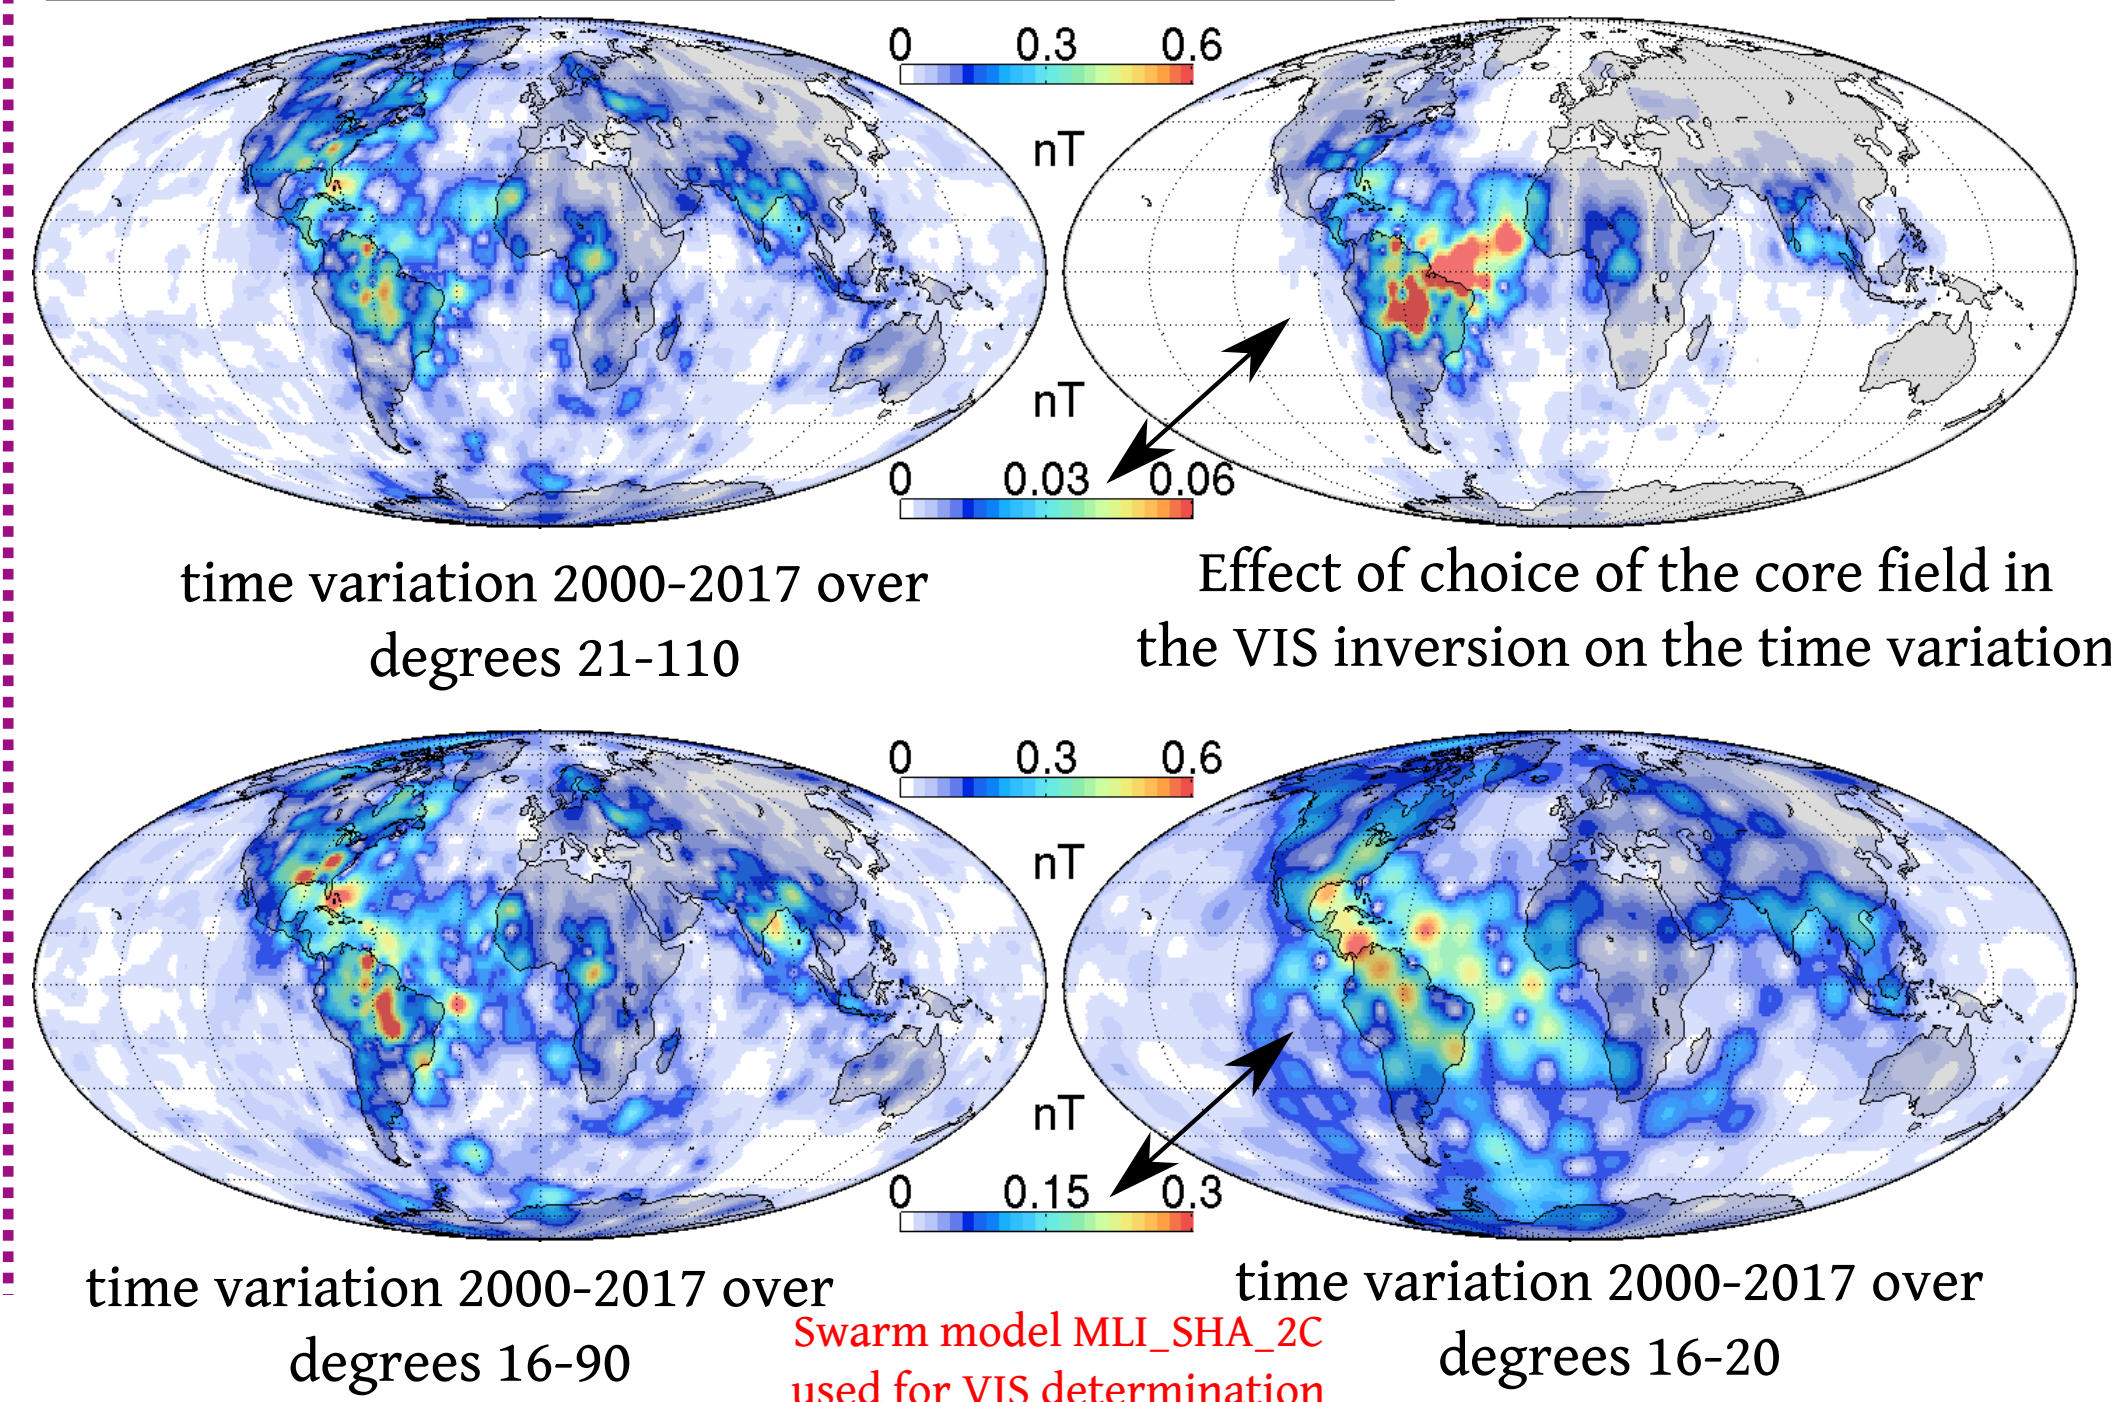 0 0.3 0.6
nT
nT
0 0.03 0.06
time variation 2000-2017 over
degrees 21-110
Effect of choice of the core field in
the VIS inversion on the time variation
0 0.3 0.6
nT
nT
0 0.15 0.3
time variation 2000-2017 over
degrees 16-90
Swarm model MLI_SHA_2C
used for VIS determination
time variation 2000-2017 over
degrees 16-20